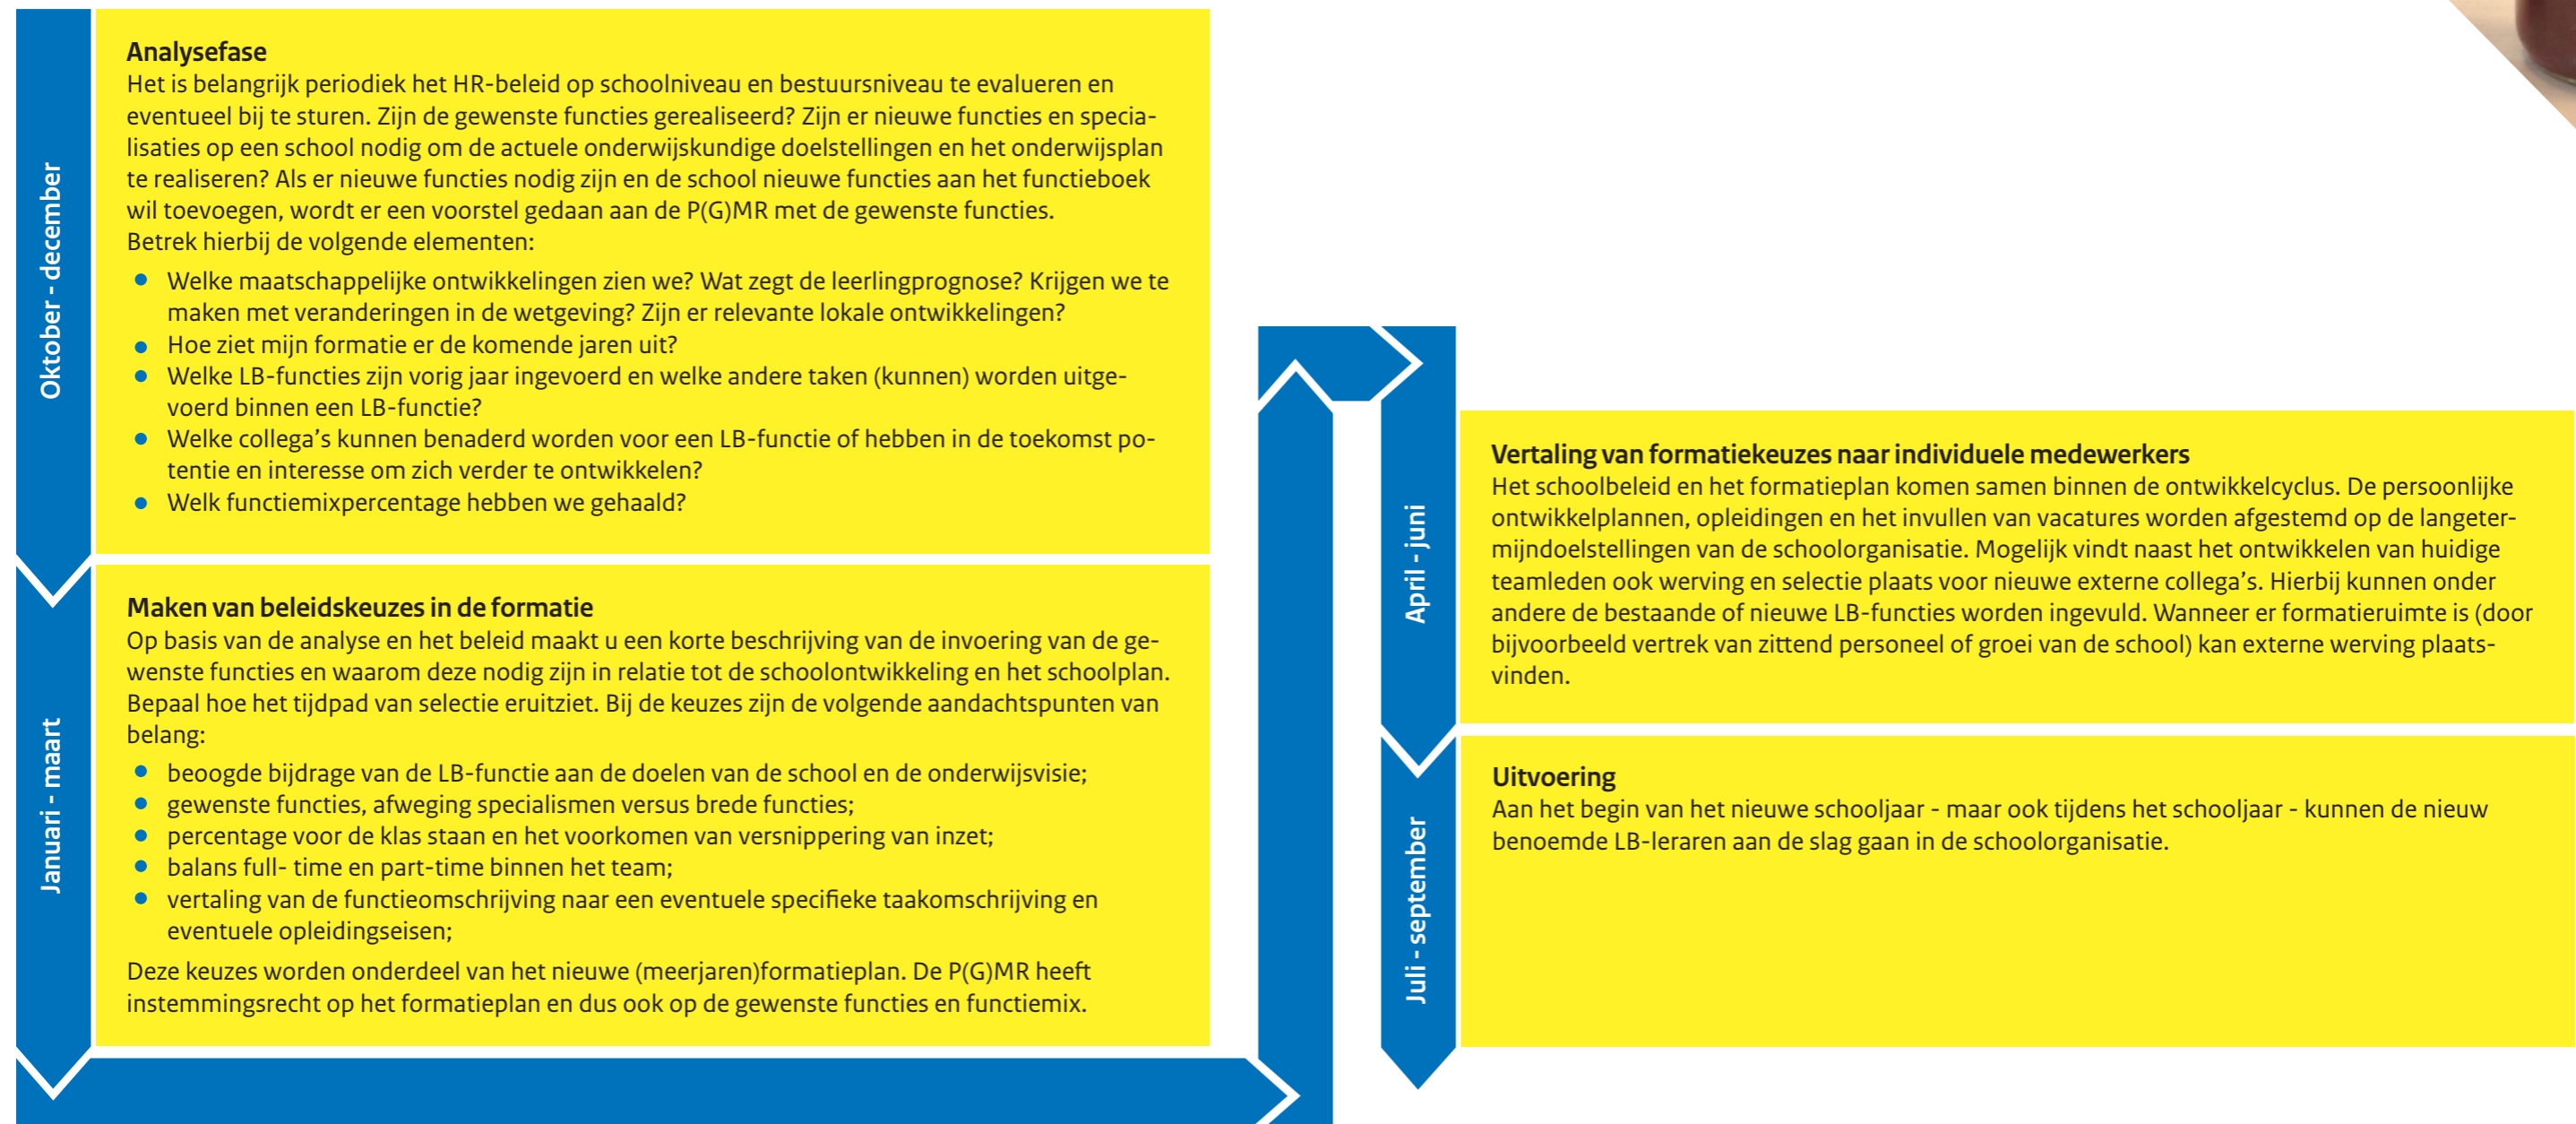 Oktober - december
Analysefase
Het is belangrijk periodiek het HR-beleid op schoolniveau en bestuursniveau te evalueren en
eventueel bij te sturen. Zijn de gewenste functies gerealiseerd? Zijn er nieuwe functies en specia-
lisaties op een school nodig om de actuele onderwijskundige doelstellingen en het onderwijsplan
te realiseren? Als er nieuwe functies nodig zijn en de school nieuwe functies aan het functieboek
wil toevoegen, wordt er een voorstel gedaan aan de P(G)MR met de gewenste functies.
Betrek hierbij de volgende elementen:
• Welke maatschappelijke ontwikkelingen zien we? Wat zegt de leerlingprognose? Krijgen we te
maken met veranderingen in de wetgeving? Zijn er relevante lokale ontwikkelingen?
• Hoe ziet mijn formatie er de komende jaren uit?
• Welke LB-functies zijn vorig jaar ingevoerd en welke andere taken (kunnen) worden uitge-
voerd binnen een LB-functie?
• Welke collega's kunnen benaderd worden voor een LB-functie of hebben in de toekomst po-
tentie en interesse om zich verder te ontwikkelen?
• Welk functiemixpercentage hebben we gehaald?
Januari - maart
Maken van beleidskeuzes in de formatie
Op basis van de analyse en het beleid maakt u een korte beschrijving van de invoering van de ge-
wenste functies en waarom deze nodig zijn in relatie tot de schoolontwikkeling en het schoolplan.
Bepaal hoe het tijdpad van selectie eruitziet. Bij de keuzes zijn de volgende aandachtspunten van
belang:
• beoogde bijdrage van de LB-functie aan de doelen van de school en de onderwijsvisie;
• gewenste functies, afweging specialismen versus brede functies;
• percentage voor de klas staan en het voorkomen van versnippering van inzet;
• balans full- time en part-time binnen het team;
• vertaling van de functieomschrijving naar een eventuele specifieke taakomschrijving en
eventuele opleidingseisen;
Deze keuzes worden onderdeel van het nieuwe (meerjaren)formatieplan. De P(G)MR heeft
instemmingsrecht op het formatieplan en dus ook op de gewenste functies en functiemix.
April - juni
Vertaling van formatiekeuzes naar individuele medewerkers
Het schoolbeleid en het formatieplan komen samen binnen de ontwikkelcyclus. De persoonlijke
ontwikkelplannen, opleidingen en het invullen van vacatures worden afgestemd op de langeter-
mijndoelstellingen van de schoolorganisatie. Mogelijk vindt naast het ontwikkelen van huidige
teamleden ook werving en selectie plaats voor nieuwe externe collega's. Hierbij kunnen onder
andere de bestaande of nieuwe LB-functies worden ingevuld. Wanneer er formatieruimte is (door
bijvoorbeeld vertrek van zittend personeel of groei van de school) kan externe werving plaats-
vinden.
Juli - september
Uitvoering
Aan het begin van het nieuwe schooljaar - maar ook tijdens het schooljaar - kunnen de nieuw
benoemde LB-leraren aan de slag gaan in de schoolorganisatie.